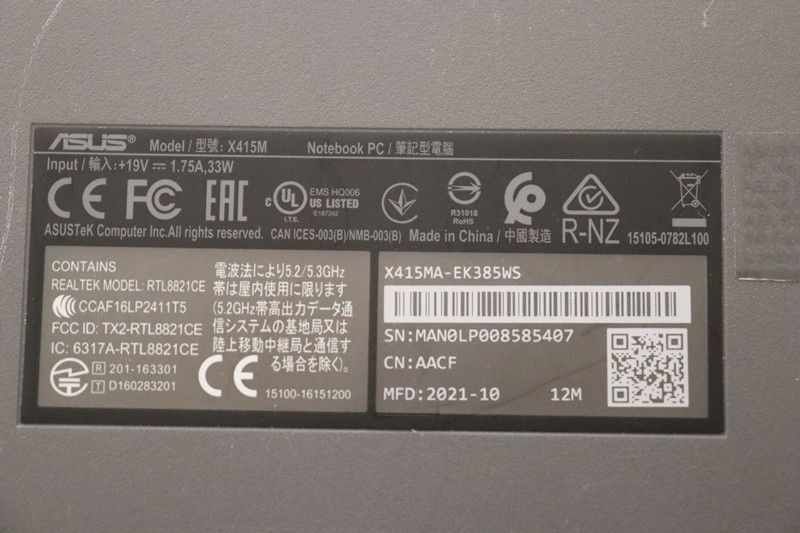 ASUS® Model / 型號: X415M Notebook PC / 筆記型電腦
Input / 輸入:+19V⎓ 1.75A,33W
CE FC EAC c UL US LISTED I.T.E. EMS HQ006 E187242 R31018 RoHS R-NZ
ASUSTeK Computer Inc.All rights reserved. CAN ICES-003(B)/NMB-003(B) Made in China / 中國製造 15105-0782L100
CONTAINS
REALTEK MODEL: RTL8821CE
CCAF16LP2411T5
FCC ID: TX2-RTL8821CE
IC: 6317A-RTL8821CE
R 201-163301
T D160283201
電波法により5.2/5.3GHz
帯は屋内使用に限ります
(5.2GHz帯高出力データ通
信システムの基地局又は
陸上移動中継局と通信す
る場合を除く)。
CE 15100-16151200
X415MA-EK385WS
SN:MAN0LP008585407
CN:AACF
MFD:2021-10 12M